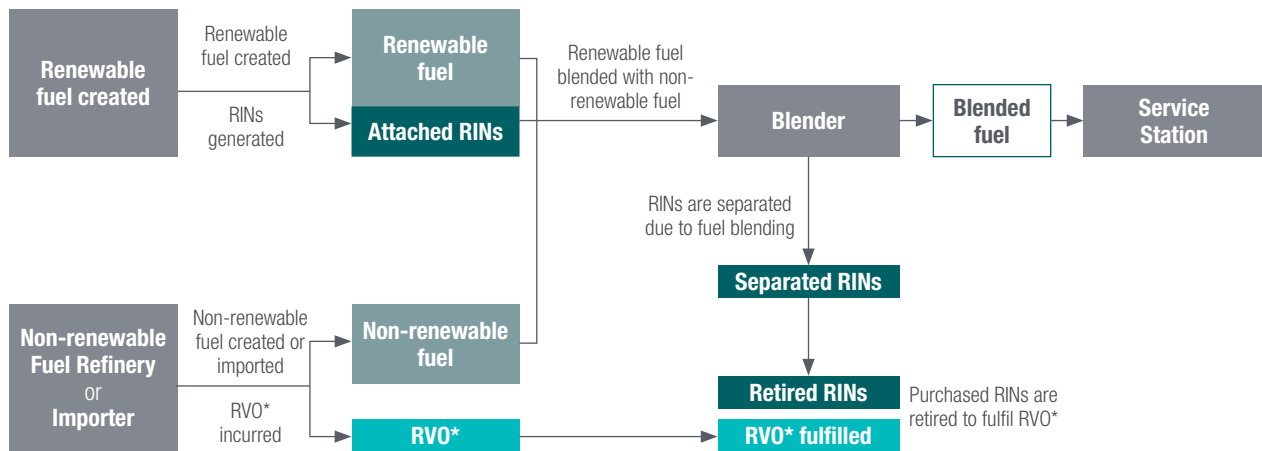 Renewable
fuel created
Renewable
fuel created
RINs
generated
Renewable
fuel
Attached RINs
Renewable fuel
blended with non-
renewable fuel
Blender
Blended
fuel
Service
Station
RINs are separated
due to fuel blending
Separated RINs
Non-renewable
Fuel Refinery
or
Importer
Non-renewable
fuel created or
imported
RVO*
incurred
Non-renewable
fuel
RVO*
Retired RINs
RVO* fulfilled
Purchased RINs are
retired to fulfil RVO*